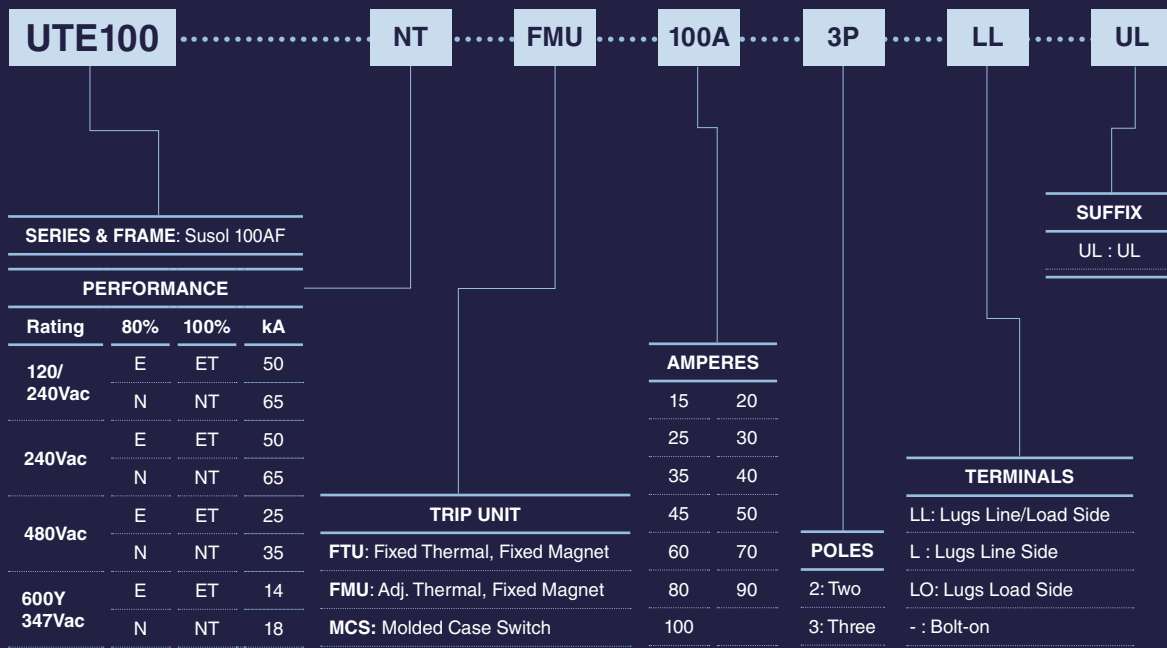 UTE100 NT FMU 100A 3P LL UL
SERIES & FRAME: Susol 100AF
PERFORMANCE
Rating 80% 100% kA
120/
240Vac
E ET 50
N NT 65
240Vac
E ET 50
N NT 65
480Vac
E ET 25
N NT 35
600Y
347Vac
E ET 14
N NT 18
TRIP UNIT
FTU: Fixed Thermal, Fixed Magnet
FMU: Adj. Thermal, Fixed Magnet
MCS: Molded Case Switch
AMPERES
15 20
25 30
35 40
45 50
60 70
80 90
100
POLES
2: Two
3: Three
TERMINALS
LL: Lugs Line/Load Side
L : Lugs Line Side
LO: Lugs Load Side
- : Bolt-on
SUFFIX
UL : UL